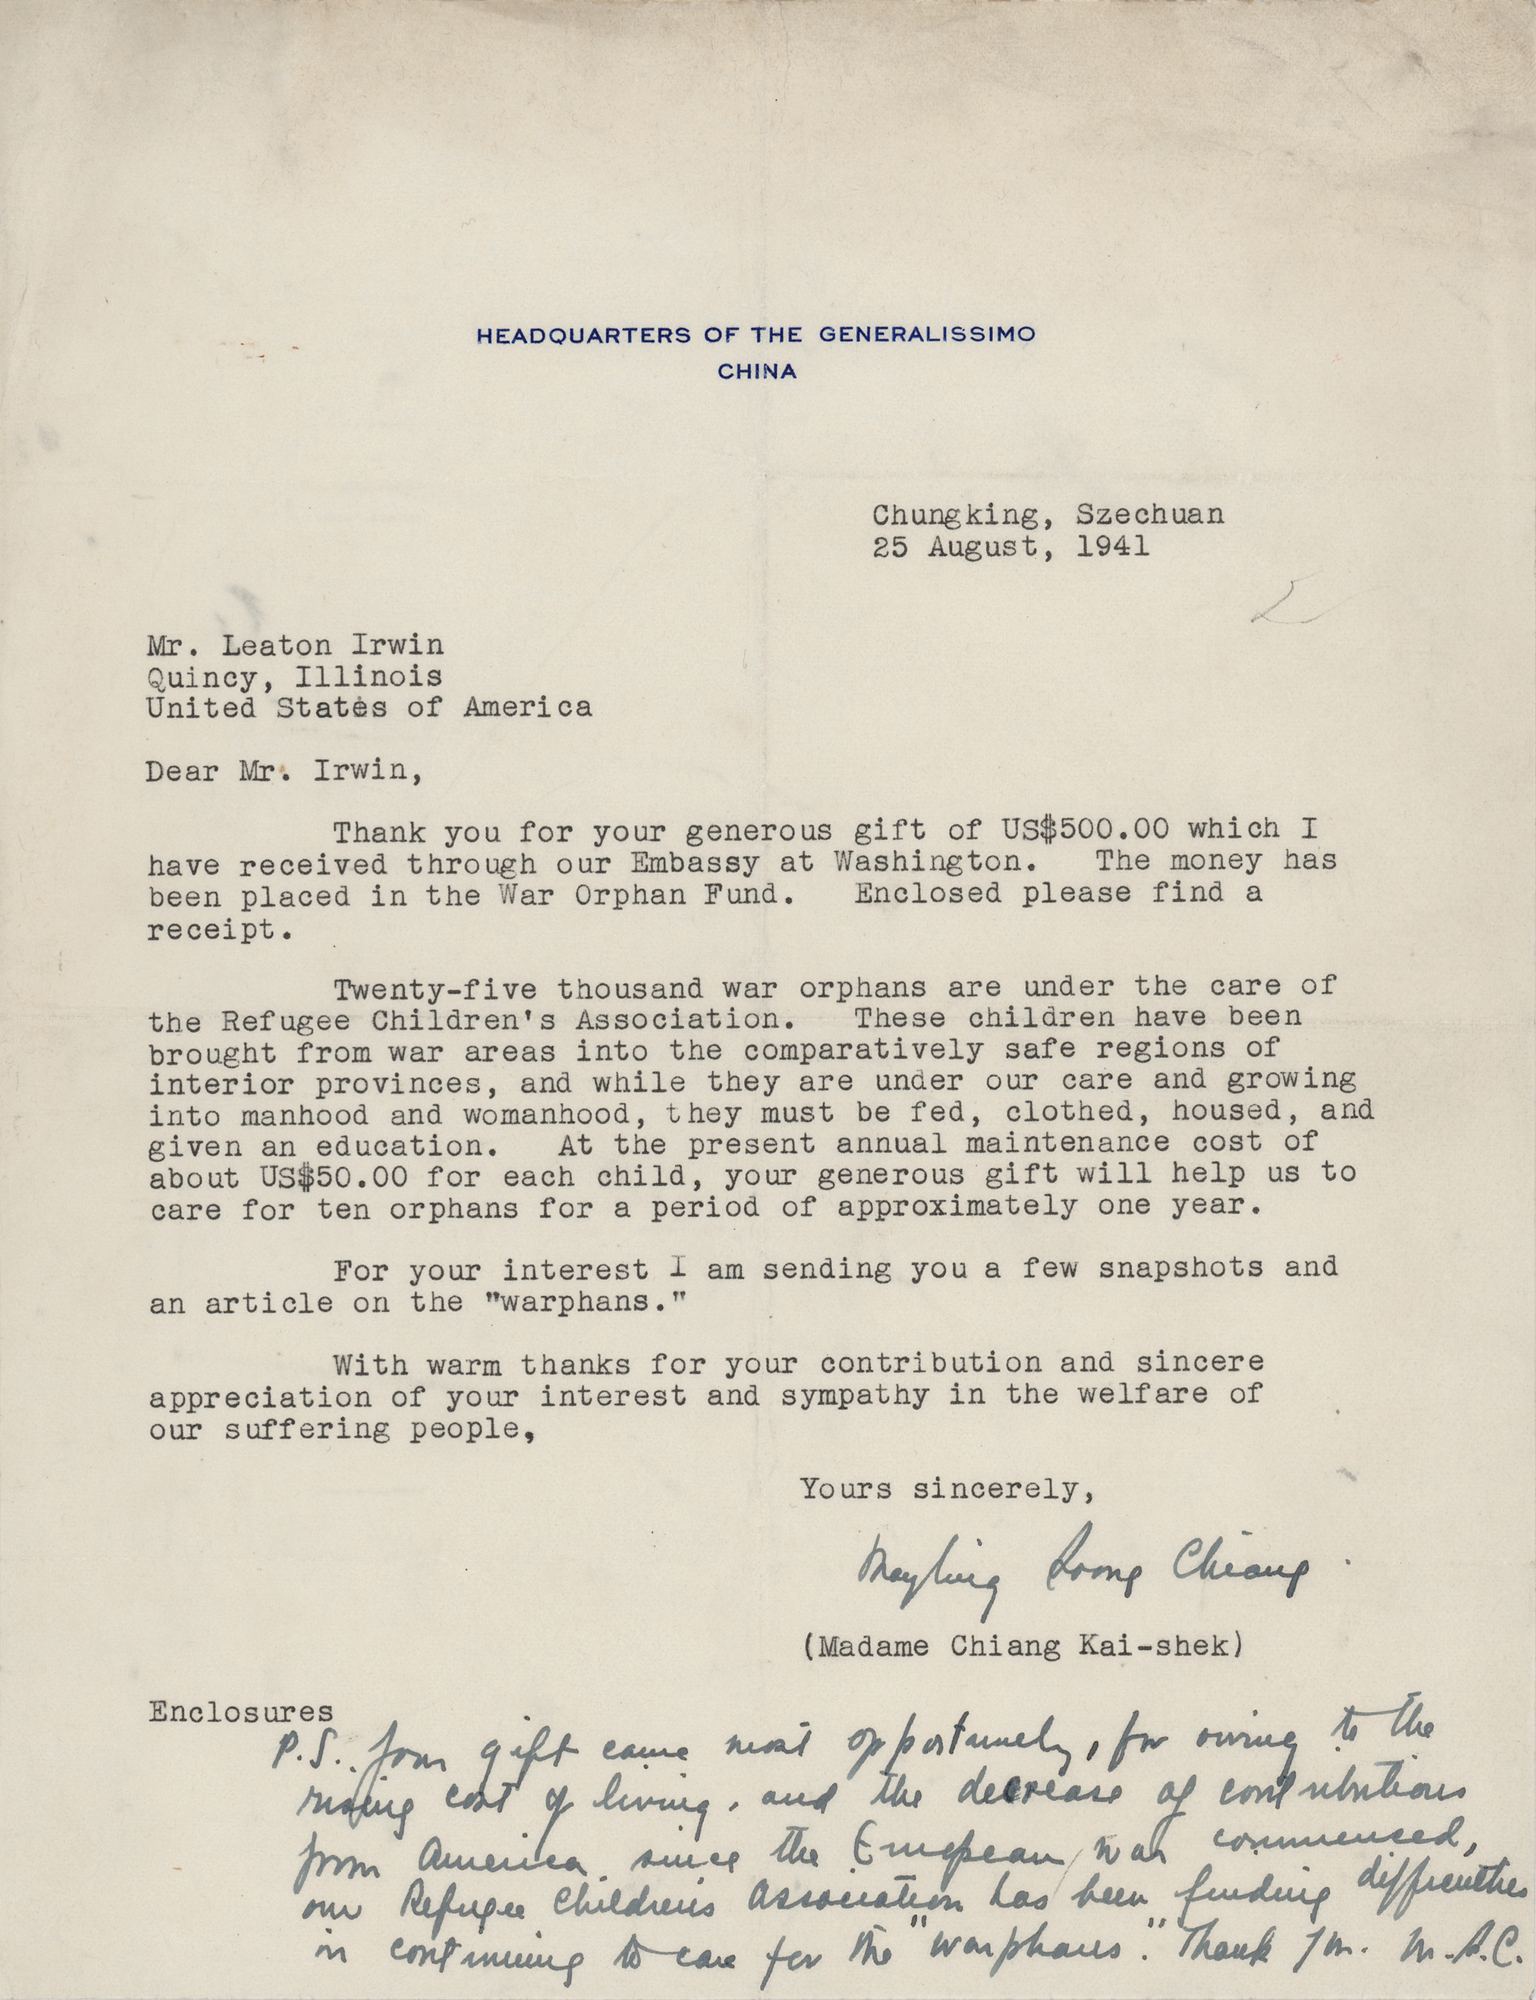 HEADQUARTERS OF THE GENERALISSIMO
CHINA
Chungking, Szechuan
25 August, 1941
Mr. Leaton Irwin
Quincy, Illinois
United States of America
Dear Mr. Irwin,
Thank you for your generous gift of US$500.00 which I
have received through our Embassy at Washington. The money has
been placed in the War Orphan Fund. Enclosed please find a
receipt.
Twenty-five thousand war orphans are under the care of
the Refugee Children's Association. These children have been
brought from war areas into the comparatively safe regions of
interior provinces, and while they are under our care and growing
into manhood and womanhood, they must be fed, clothed, housed, and
given an education. At the present annual maintenance cost of
about US$50.00 for each child, your generous gift will help us to
care for ten orphans for a period of approximately one year.
For your interest I am sending you a few snapshots and
an article on the "warphans."
With warm thanks for your contribution and sincere
appreciation of your interest and sympathy in the welfare of
our suffering people,
Yours sincerely,
Mayling Soong Chiang
(Madame Chiang Kai-shek)
Enclosures
P.S. Your gift came most opportunely, for owing to the
rising cost of living, and the decrease of contributions
from America since the European war commenced,
our Refugee Children's Association has been finding difficulties
in continuing to care for the "warphans". Thank you. M.S.C.